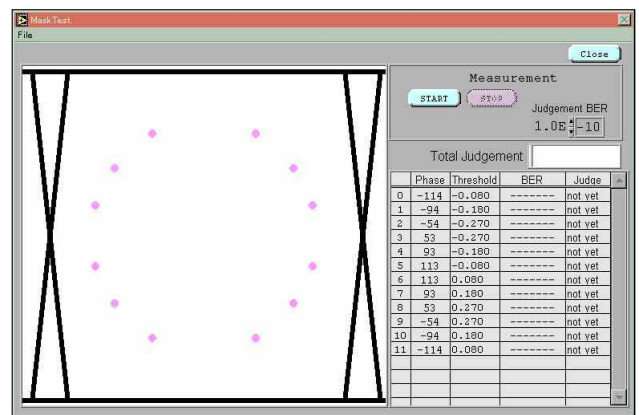 MaskTest
File
Close
Measurement
START STOP
Judgement BER
1.0E -10
Total Judgement
Phase Threshold BER Judge
0 -114 -0.080 ------- not yet
1 -94 -0.180 ------- not yet
2 -54 -0.270 ------- not yet
3 53 -0.270 ------- not yet
4 93 -0.180 ------- not yet
5 113 -0.080 ------- not yet
6 113 0.080 ------- not yet
7 93 0.180 ------- not yet
8 53 0.270 ------- not yet
9 -54 0.270 ------- not yet
10 -94 0.180 ------- not yet
11 -114 0.080 ------- not yet